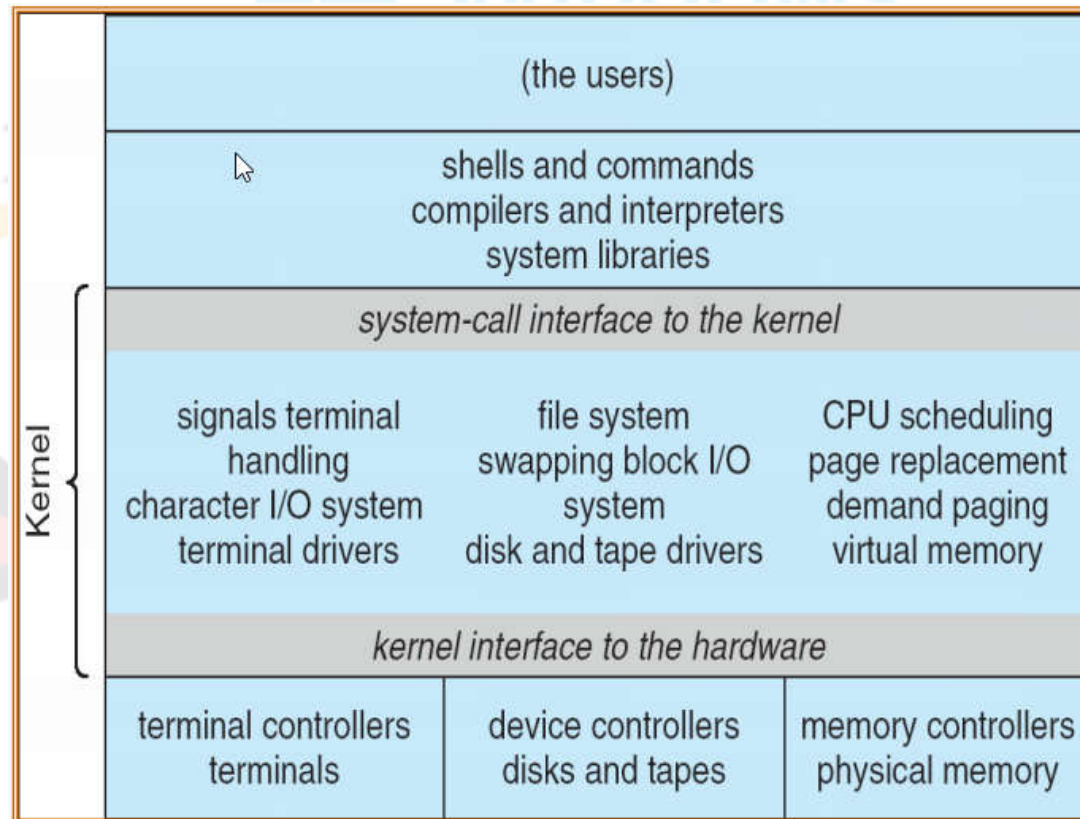 (the users)
shells and commands
compilers and interpreters
system libraries
Kernel
system-call interface to the kernel
signals terminal
handling
character I/O system
terminal drivers
file system
swapping block I/O
system
disk and tape drivers
CPU scheduling
page replacement
demand paging
virtual memory
kernel interface to the hardware
terminal controllers
terminals
device controllers
disks and tapes
memory controllers
physical memory